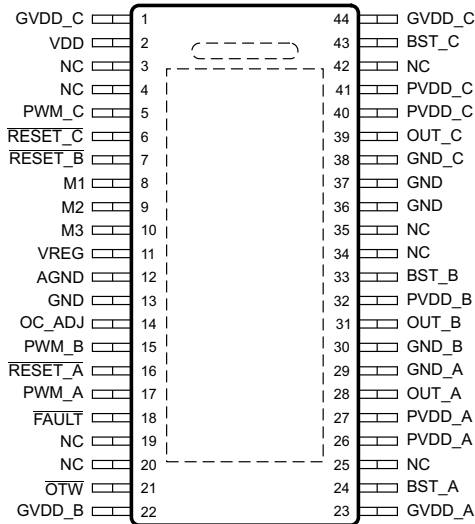 GVDD_C 1 44 GVDD_C
VDD 2 43 BST_C
NC 3 42 NC
NC 4 41 PVDD_C
PWM_C 5 40 PVDD_C
RESET_C 6 39 OUT_C
RESET_B 7 38 GND_C
M1 8 37 GND
M2 9 36 GND
M3 10 35 NC
VREG 11 34 NC
AGND 12 33 BST_B
GND 13 32 PVDD_B
OC_ADJ 14 31 OUT_B
PWM_B 15 30 GND_B
RESET_A 16 29 GND_A
PWM_A 17 28 OUT_A
FAULT 18 27 PVDD_A
NC 19 26 PVDD_A
NC 20 25 NC
OTW 21 24 BST_A
GVDD_B 22 23 GVDD_A